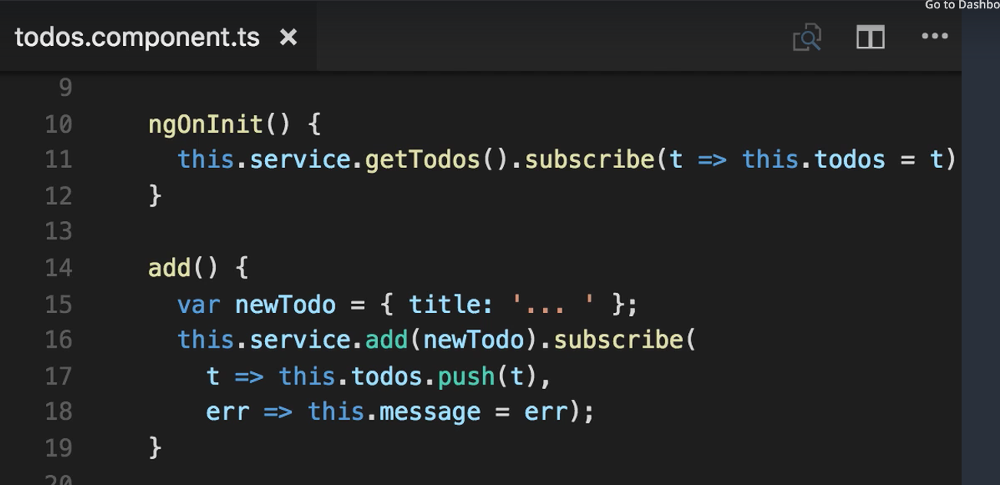 Go to Dashbo
todos.component.ts ×
9
10 ngOnInit() {
11 this.service.getTodos().subscribe(t => this.todos = t)
12 }
13
14 add() {
15 var newTodo = { title: '... ' };
16 this.service.add(newTodo).subscribe(
17 t => this.todos.push(t),
18 err => this.message = err);
19 }
20